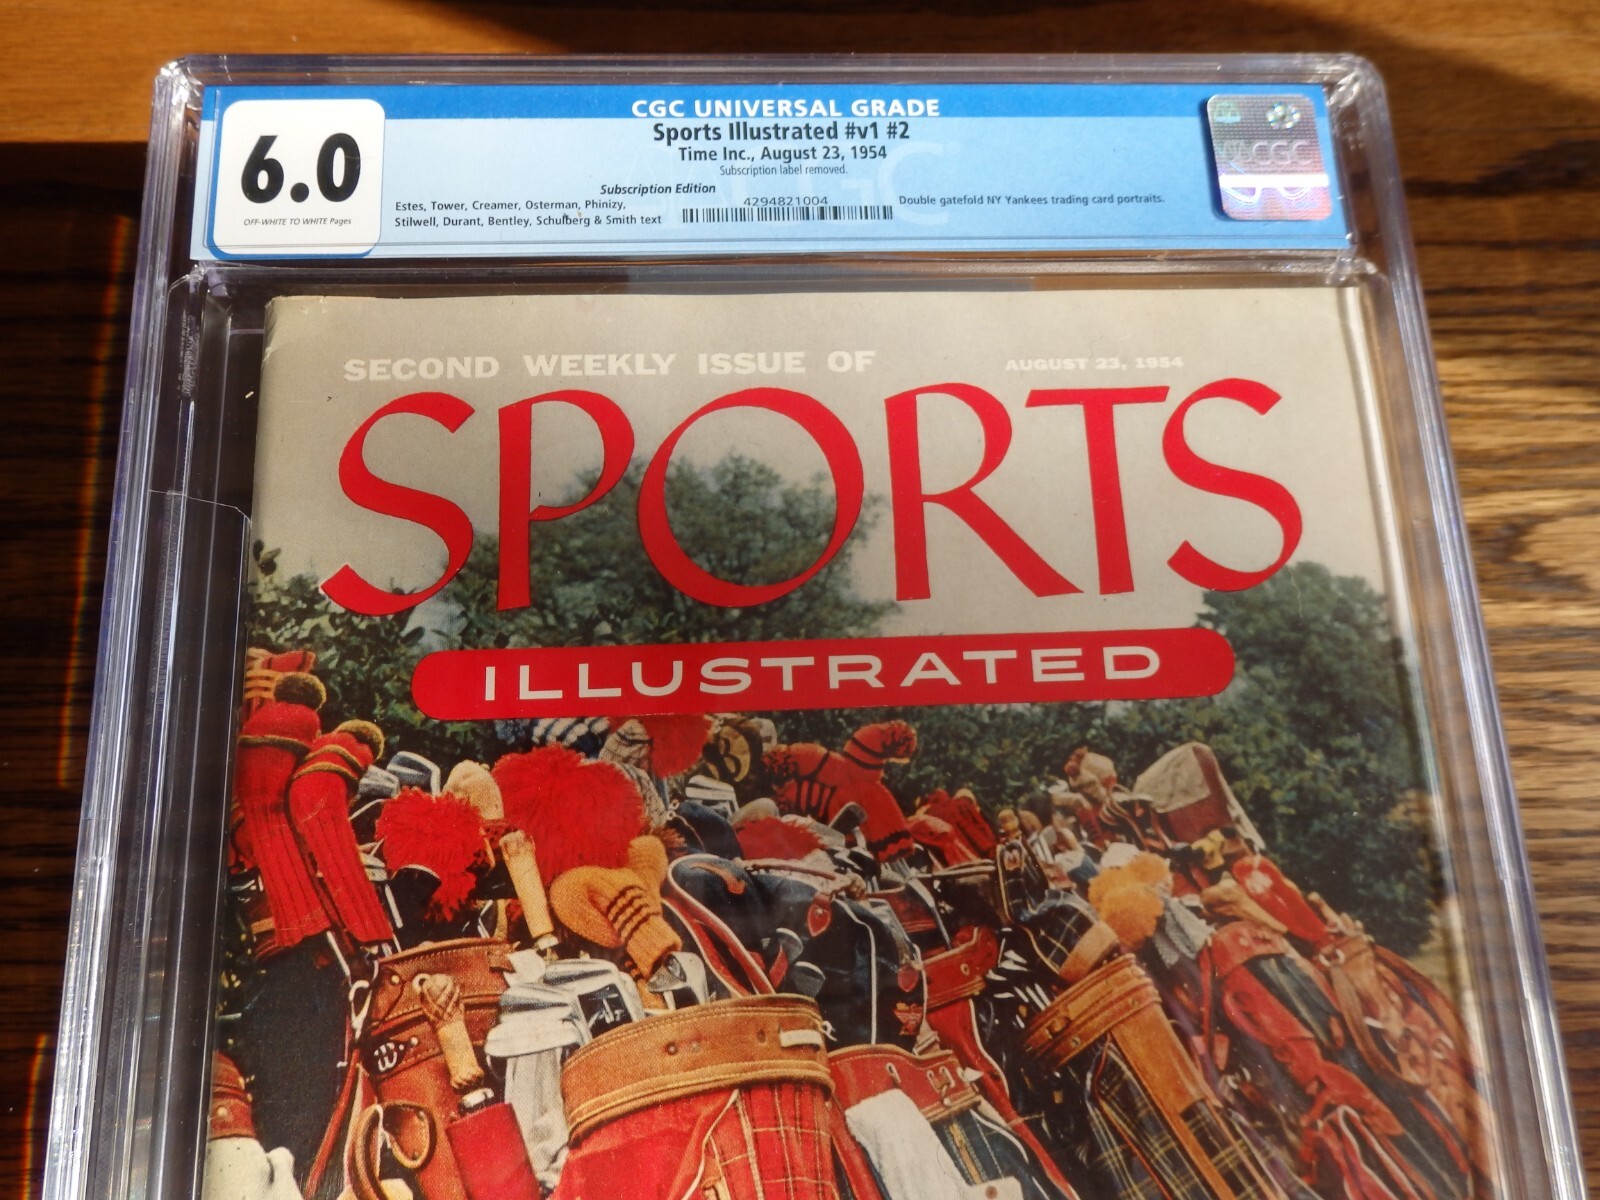 CGC UNIVERSAL GRADE
Sports Illustrated #v1 #2
Time Inc., August 23, 1954
Subscription label removed.
6.0
OFF-WHITE TO WHITE Pages
Subscription Edition
Estes, Tower, Creamer, Osterman, Phinizy,
Stilwell, Durant, Bentley, Schulberg & Smith text
4294821004
Double gatefold NY Yankees trading card portraits.
CGC
SECOND WEEKLY ISSUE OF
AUGUST 23, 1954
SPORTS
ILLUSTRATED